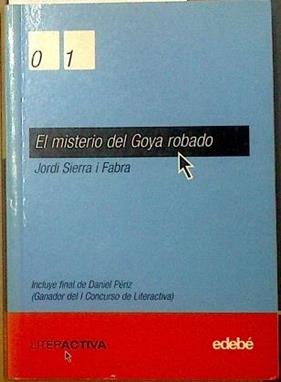 0 1
El misterio del Goya robado
Jordi Sierra i Fabra
Incluye final de Daniel Périz
(Ganador del I Concurso de Literactiva)
LITERACTIVA
edebé